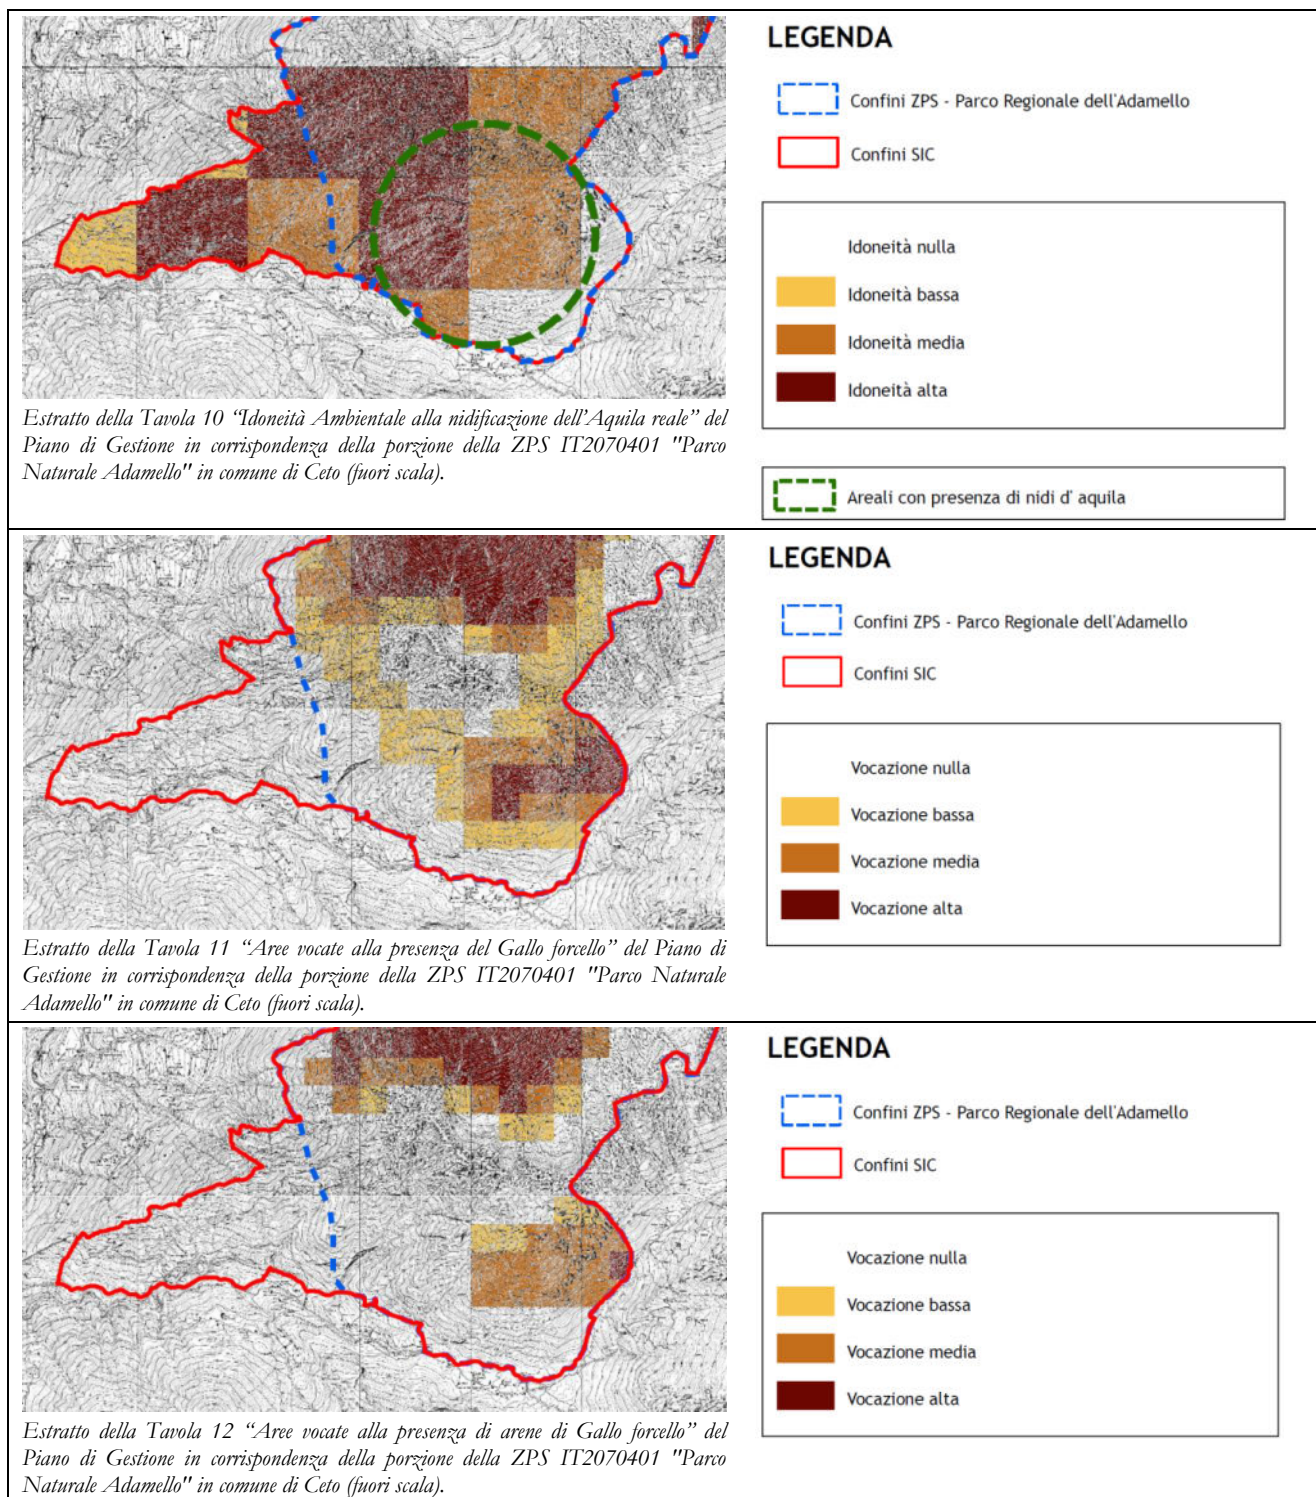 LEGENDA
Confini ZPS - Parco Regionale dell'Adamello
Confini SIC
Idoneità nulla
Idoneità bassa
Idoneità media
Idoneità alta
Areali con presenza di nidi d' aquila
Estratto della Tavola 10 “Idoneità Ambientale alla nidificazione dell’Aquila reale” del
Piano di Gestione in corrispondenza della porzione della ZPS IT2070401 "Parco
Naturale Adamello" in comune di Ceto (fuori scala).
LEGENDA
Confini ZPS - Parco Regionale dell'Adamello
Confini SIC
Vocazione nulla
Vocazione bassa
Vocazione media
Vocazione alta
Estratto della Tavola 11 “Aree vocate alla presenza del Gallo forcello” del Piano di
Gestione in corrispondenza della porzione della ZPS IT2070401 "Parco Naturale
Adamello" in comune di Ceto (fuori scala).
LEGENDA
Confini ZPS - Parco Regionale dell'Adamello
Confini SIC
Vocazione nulla
Vocazione bassa
Vocazione media
Vocazione alta
Estratto della Tavola 12 “Aree vocate alla presenza di arene di Gallo forcello” del
Piano di Gestione in corrispondenza della porzione della ZPS IT2070401 "Parco
Naturale Adamello" in comune di Ceto (fuori scala).